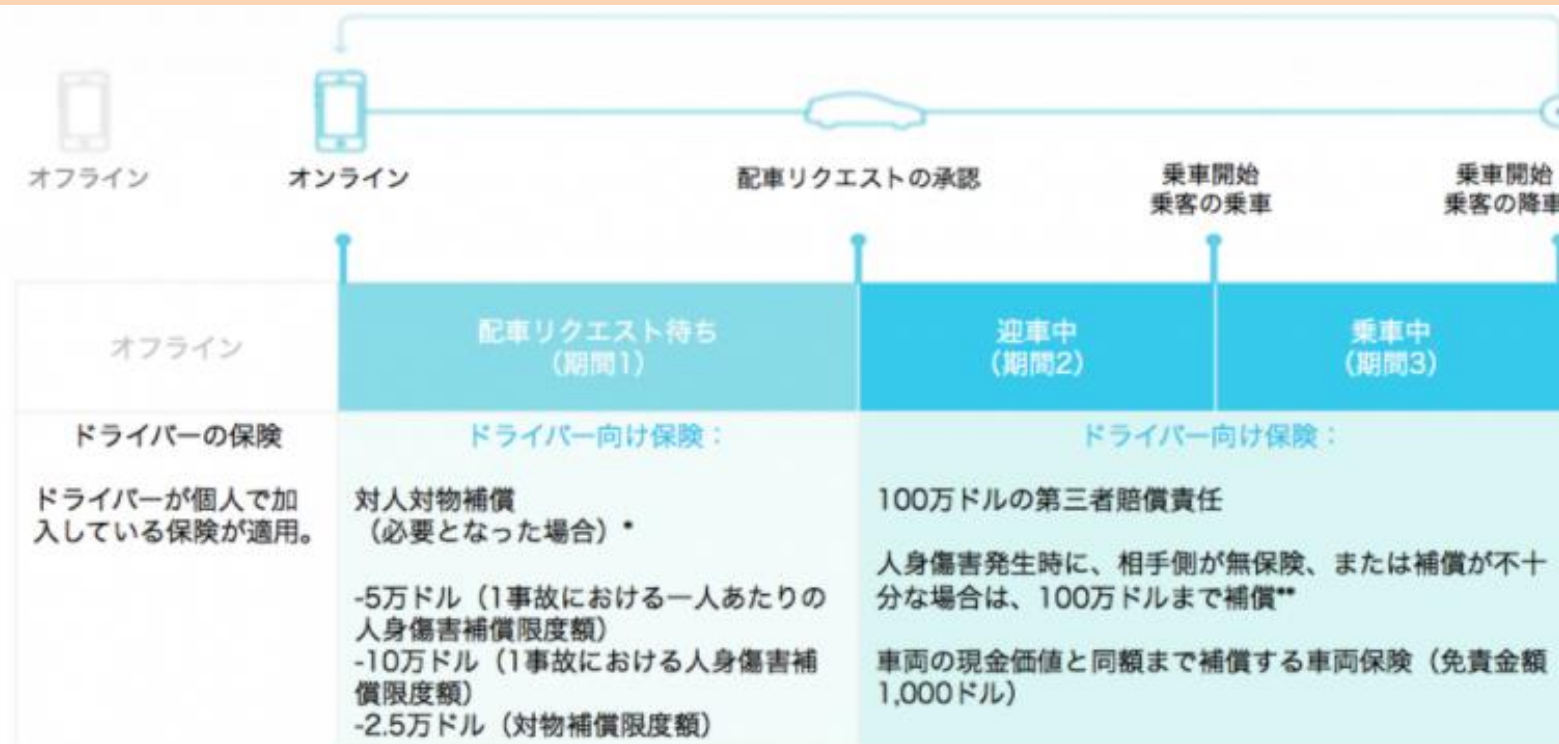 オフライン
オンライン
配車リクエストの承認
乗車開始
乗客の乗車
乗車開始
乗客の降車
オフライン
配車リクエスト待ち
(期間1)
迎車中
(期間2)
乗車中
(期間3)
ドライバーの保険
ドライバーが個人で加
入している保険が適用。
ドライバー向け保険:
対人対物補償
(必要となった場合)*
-5万ドル(1事故における一人あたりの
人身傷害補償限度額)
-10万ドル(1事故における人身傷害補
償限度額)
-2.5万ドル(対物補償限度額)
ドライバー向け保険:
100万ドルの第三者賠償責任
人身傷害発生時に、相手側が無保険、または補償が不十
分な場合は、100万ドルまで補償**
車両の現金価値と同額まで補償する車両保険(免責金額
1,000ドル)